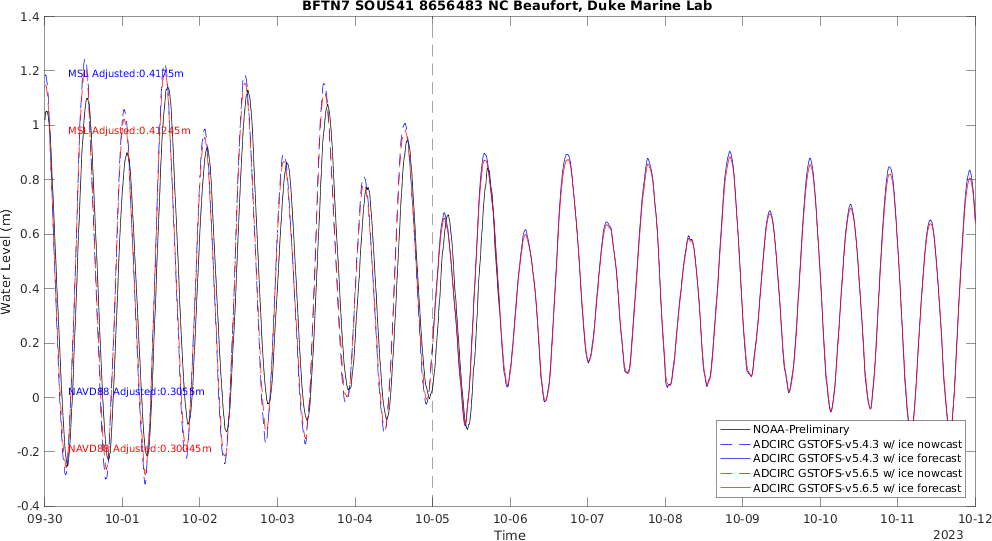 BFTN7 SOUS41 8656483 NC Beaufort, Duke Marine Lab
1.4
1.2
1
0.8
0.6
0.4
0.2
0
-0.2
-0.4
Water Level (m)
MSL Adjusted:0.4175m
MSL Adjusted:0.41245m
NAVD88 Adjusted:0.3055m
NAVD88 Adjusted:0.30045m
NOAA-Preliminary
ADCIRC GSTOFS-v5.4.3 w/ ice nowcast
ADCIRC GSTOFS-v5.4.3 w/ ice forecast
ADCIRC GSTOFS-v5.6.5 w/ ice nowcast
ADCIRC GSTOFS-v5.6.5 w/ ice forecast
09-30 10-01 10-02 10-03 10-04 10-05 10-06 10-07 10-08 10-09 10-10 10-11 10-12
2023
Time